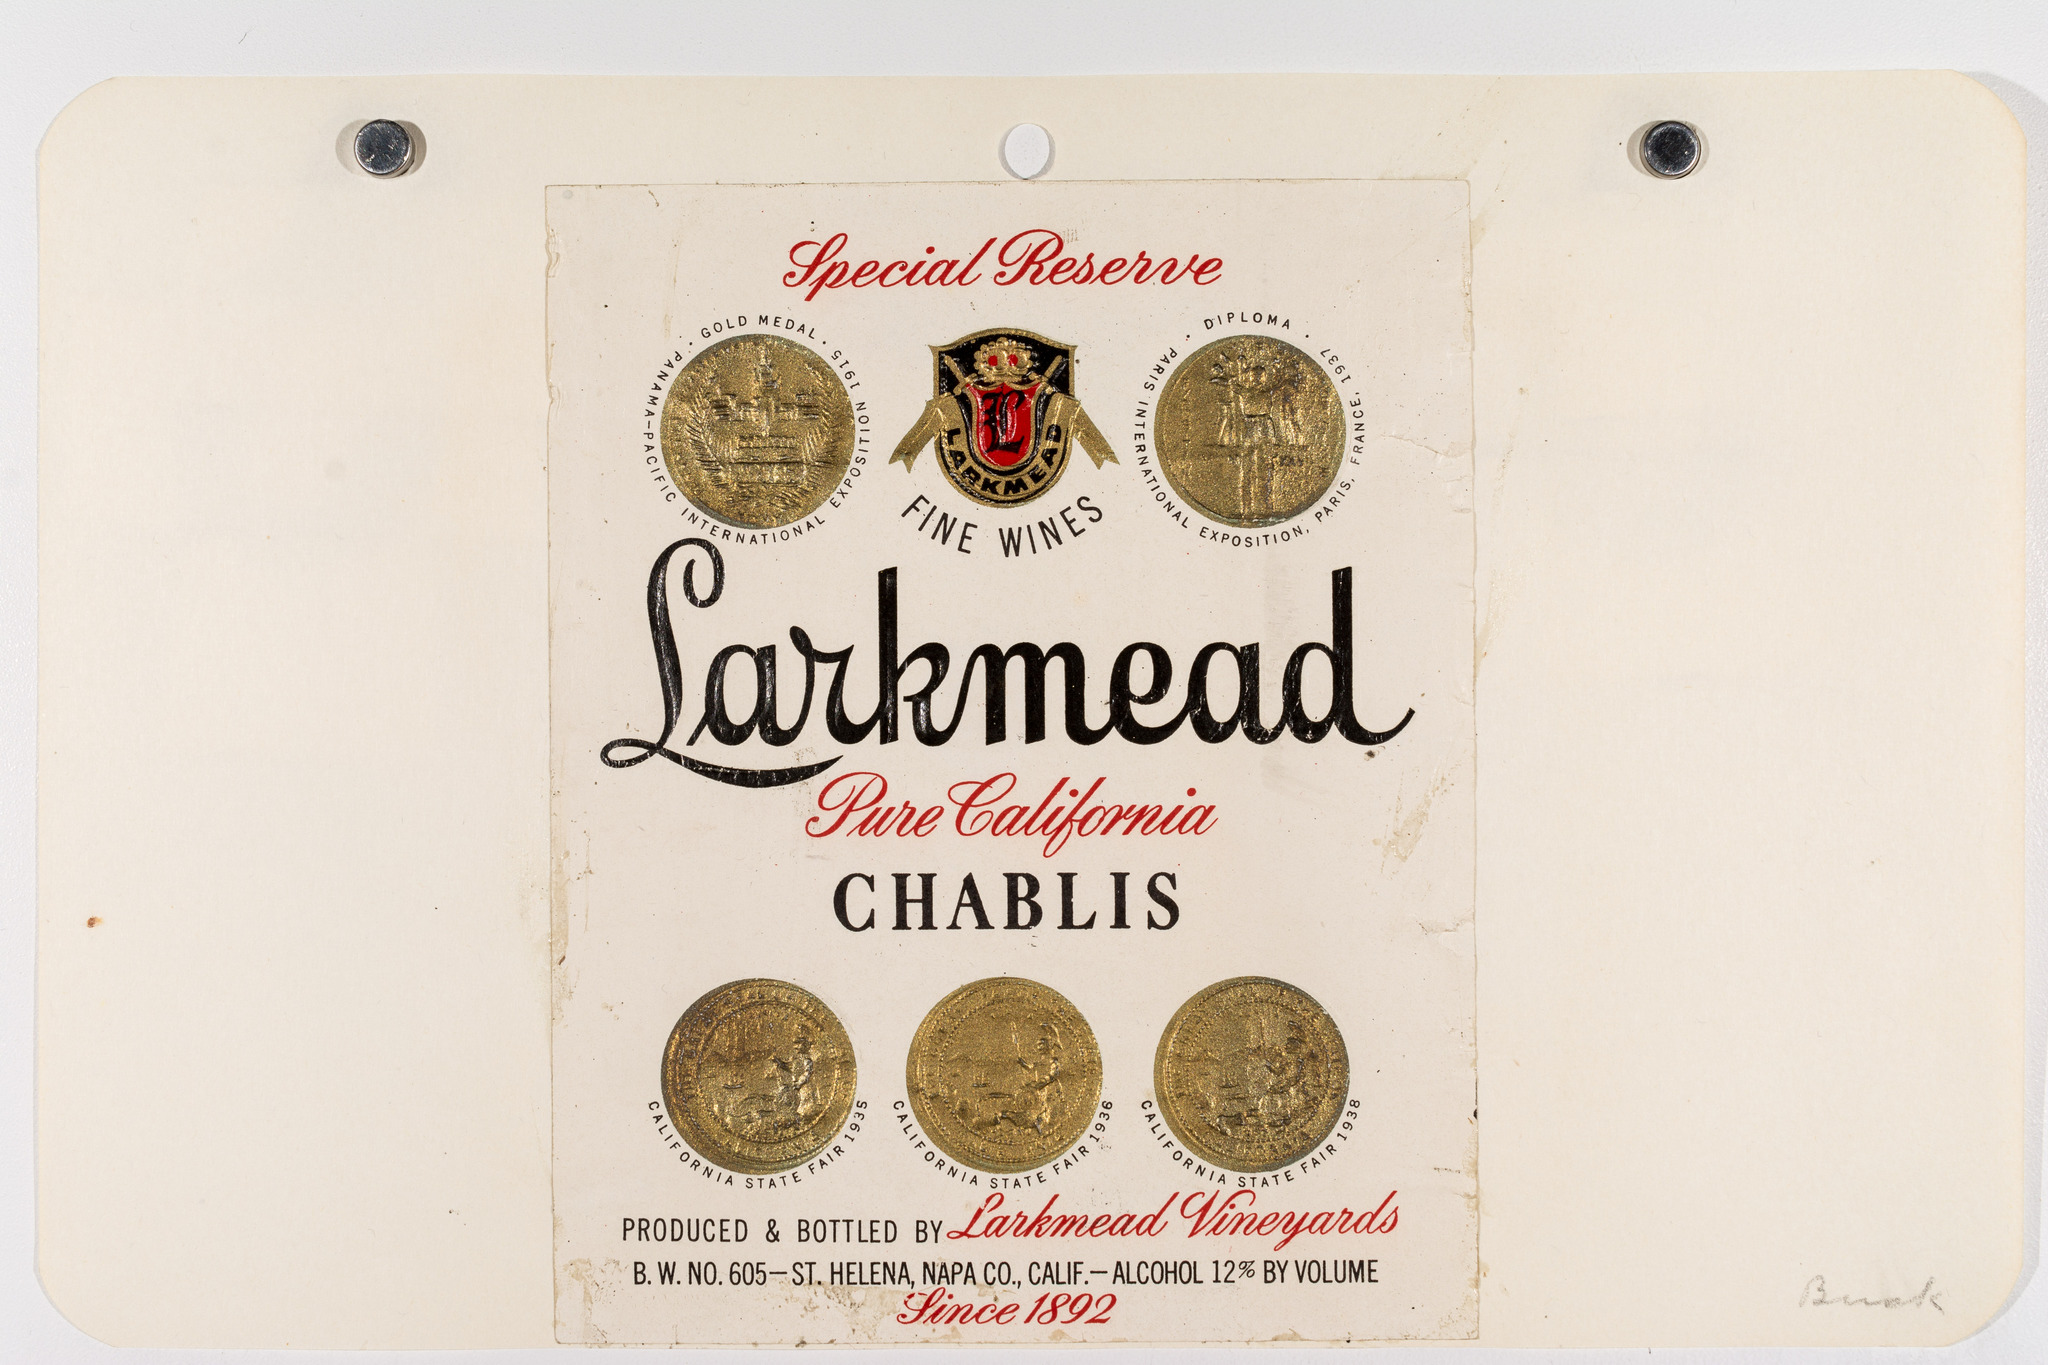 Special Reserve
· GOLD MEDAL ·
PANAMA-PACIFIC INTERNATIONAL EXPOSITION 1915
L
LARKMEAD
FINE WINES
· DIPLOMA ·
PARIS INTERNATIONAL EXPOSITION, PARIS, FRANCE, 1937
Larkmead
Pure California
CHABLIS
CALIFORNIA STATE FAIR 1935
CALIFORNIA STATE FAIR 1936
CALIFORNIA STATE FAIR 1938
PRODUCED & BOTTLED BY Larkmead Vineyards
B. W. NO. 605—ST. HELENA, NAPA CO., CALIF.—ALCOHOL 12% BY VOLUME
Since 1892